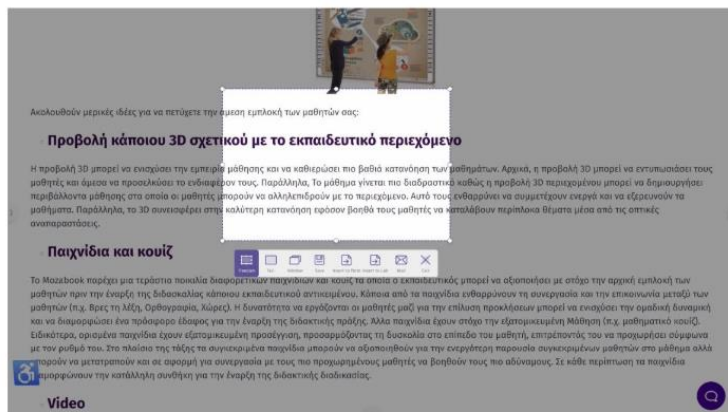 Ακολουθούν μερικές ιδέες για να πετύχετε την άμεση εμπλοκή των μαθητών σας:
Προβολή κάποιου 3D σχετικού με το εκπαιδευτικό περιεχόμενο
Η προβολή 3D μπορεί να ενισχύσει την εμπειρία μάθησης και να καθιερώσει πιο βαθιά κατανόηση των μαθημάτων. Αρχικά, η προβολή 3D μπορεί να εντυπωσιάσει τους
μαθητές και άμεσα να προσελκύσει το ενδιαφέρον τους. Παράλληλα, Το μάθημα γίνεται πιο διαδραστικό καθώς η προβολή 3D περιεχομένου μπορεί να δημιουργήσει
περιβάλλοντα μάθησης στα οποία οι μαθητές μπορούν να αλληλεπιδρούν με το περιεχόμενο. Αυτό τους ενθαρρύνει να συμμετέχουν ενεργά και να εξερευνούν τα
μαθήματα. Παράλληλα, το 3D συνεισφέρει στην καλύτερη κατανόηση εφόσον βοηθά τους μαθητές να καταλάβουν περίπλοκα θέματα μέσα από τις οπτικές
αναπαραστάσεις.
Παιχνίδια και κουίζ
Το Mozabook παρέχει μια τεράστια ποικιλία διαφορετικών παιχνιδιών και κουίζ τα οποία ο εκπαιδευτικός μπορεί να αξιοποιήσει με στόχο την αρχική εμπλοκή των
μαθητών πριν την έναρξη της διδασκαλίας κάποιου εκπαιδευτικού αντικειμένου. Κάποια από τα παιχνίδια ενθαρρύνουν τη συνεργασία και την επικοινωνία μεταξύ των
μαθητών (π.χ. Βρες τη λέξη, Ορθογραφία, Χώρες). Η δυνατότητα να εργάζονται οι μαθητές μαζί για την επίλυση προκλήσεων μπορεί να ενισχύσει την ομαδική δυναμική
και να διαμορφώσει ένα πρόσφορο έδαφος για την έναρξη της διδακτικής πράξης. Άλλα παιχνίδια έχουν στόχο την εξατομικευμένη Μάθηση (π.χ. μαθηματικό κουίζ).
Ειδικότερα, ορισμένα παιχνίδια έχουν εξατομικευμένη προσέγγιση, προσαρμόζοντας τη δυσκολία στο επίπεδο του μαθητή, επιτρέποντάς του να προχωρήσει σύμφωνα
με τον ρυθμό του. Στο πλαίσιο της τάξης τα συγκεκριμένα παιχνίδια μπορούν να αξιοποιηθούν για την ενεργότερη παρουσία συγκεκριμένων μαθητών στο μάθημα αλλά
μπορούν να μετατραπούν και σε αφορμή για συνεργασία με τους πιο προχωρημένους μαθητές να βοηθούν τους πιο αδύναμους. Σε κάθε περίπτωση τα παιχνίδια
διαμορφώνουν την κατάλληλη συνθήκη για την έναρξη της διδακτικής διαδικασίας.
Video